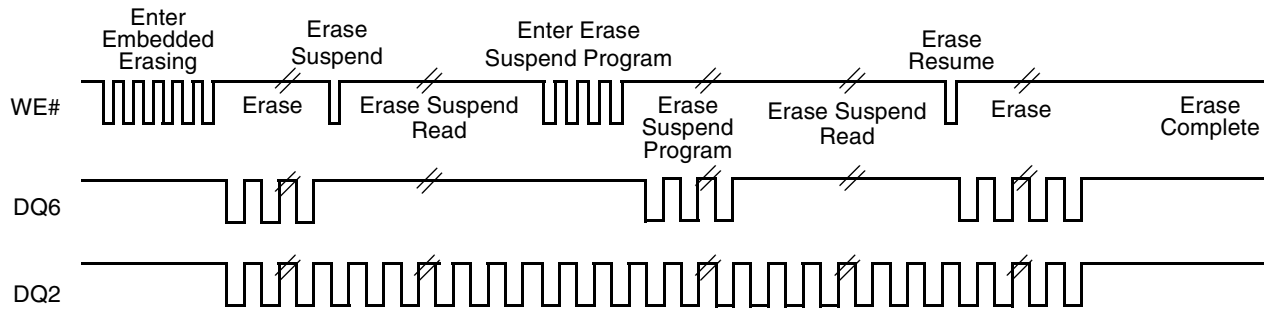 Enter
Embedded
Erasing
Erase
Suspend
Enter Erase
Suspend Program
Erase
Resume
WE#
Erase
Erase Suspend
Read
Erase
Suspend
Program
Erase Suspend
Read
Erase
Erase
Complete
DQ6
DQ2